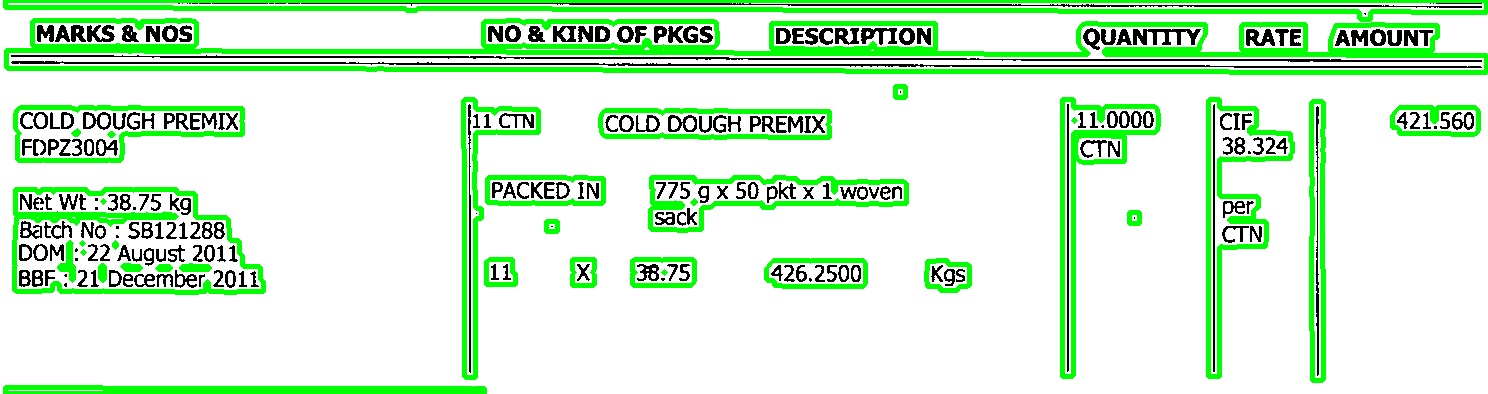 MARKS & NOS NO & KIND OF PKGS DESCRIPTION QUANTITY RATE AMOUNT
COLD DOUGH PREMIX 11 CTN COLD DOUGH PREMIX 11.0000 CIF 421.560
FDPZ3004 CTN 38.324
Net Wt : 38.75 kg PACKED IN 775 g x 50 pkt x 1 woven
Batch No : SB121288 sack per
DOM : 22 August 2011 CTN
BBF : 21 December 2011 11 X 38.75 426.2500 Kgs